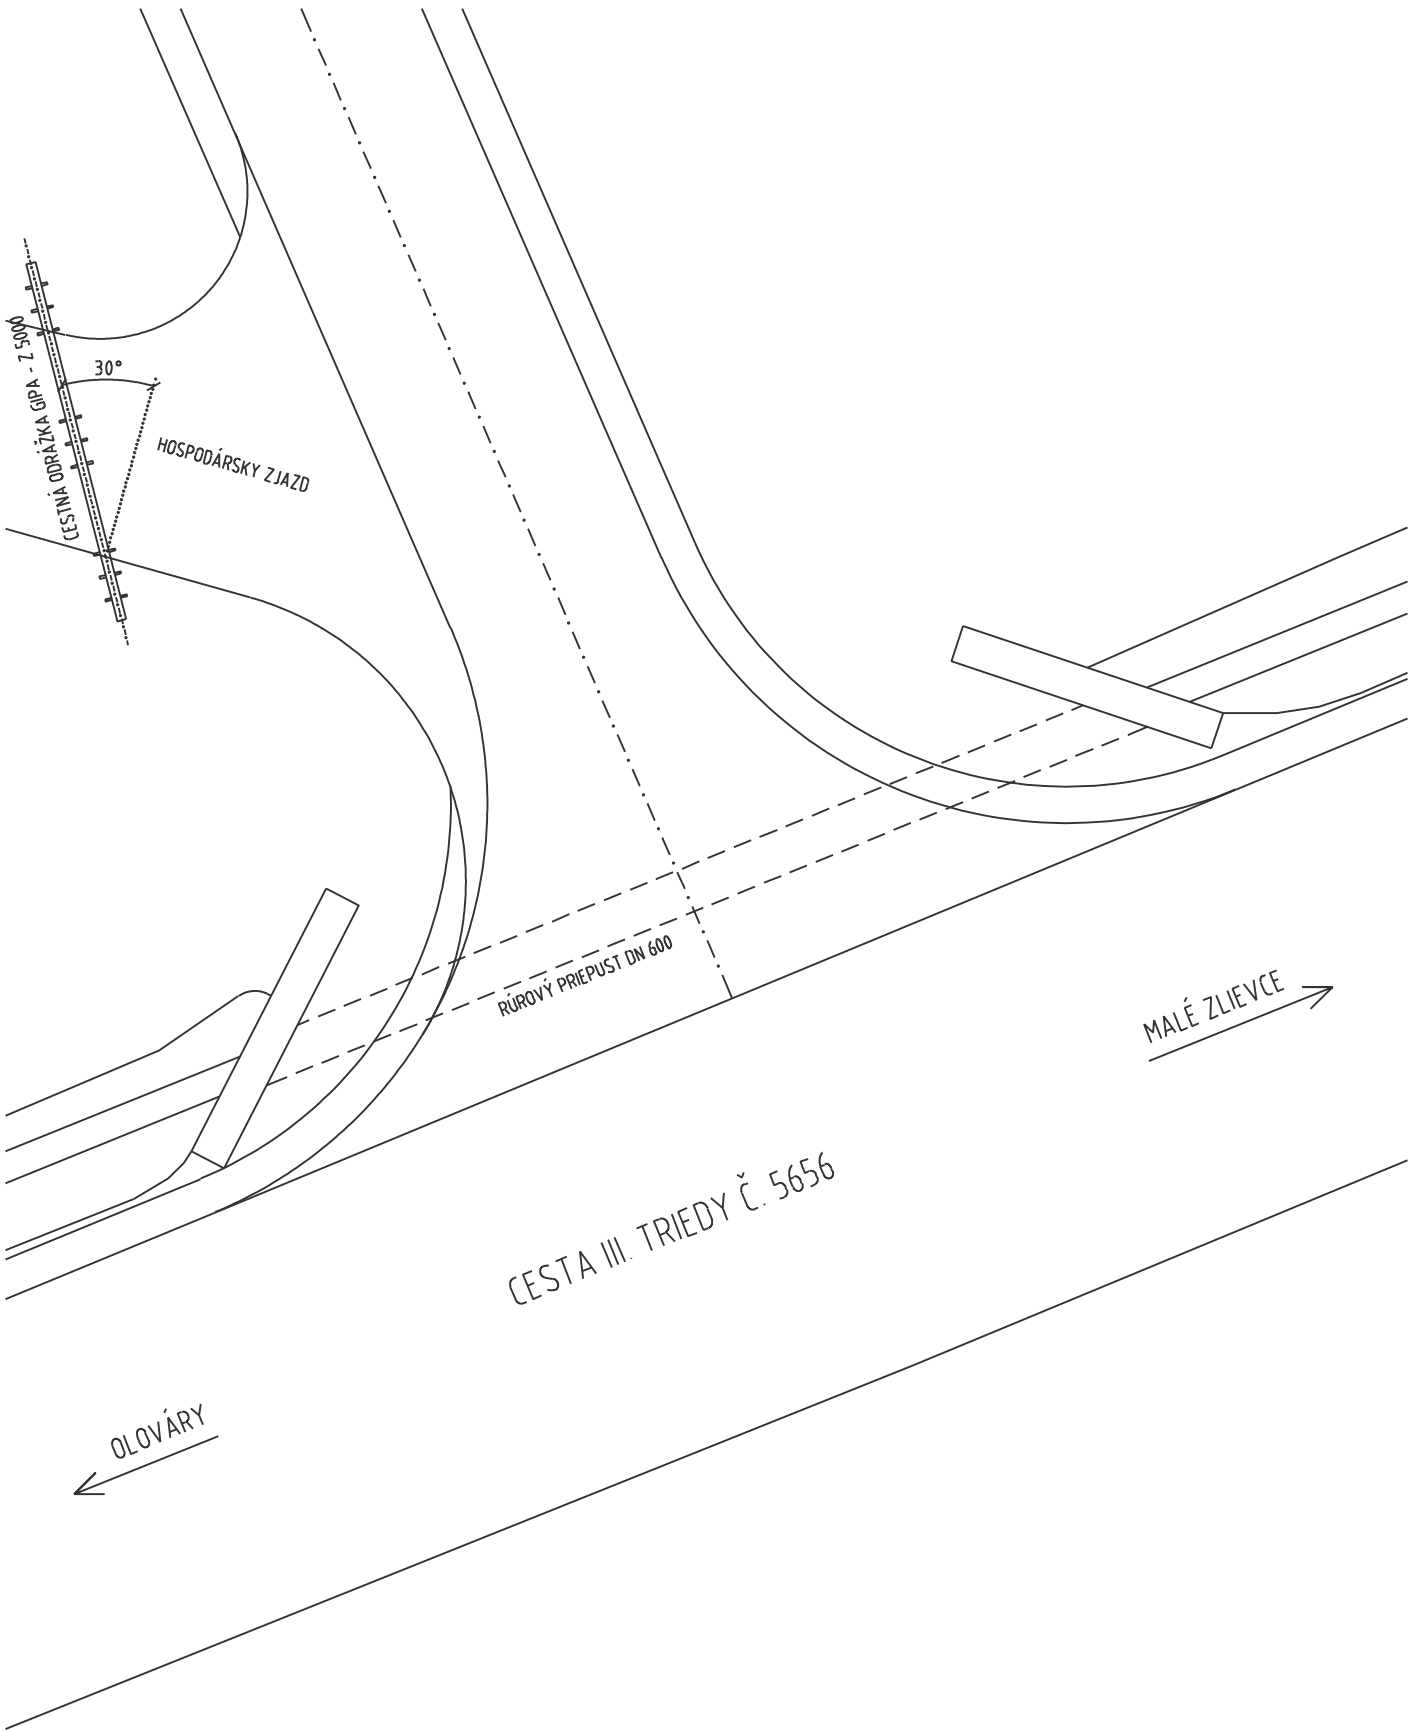 CESTNÁ ODRÁŽKA GIPA - Z 5000
30°
HOSPODÁRSKY ZJAZD
RÚROVÝ PRIEPUST DN 600
MALÉ ZLIEVCE
CESTA III. TRIEDY Č. 5656
OLOVÁRY